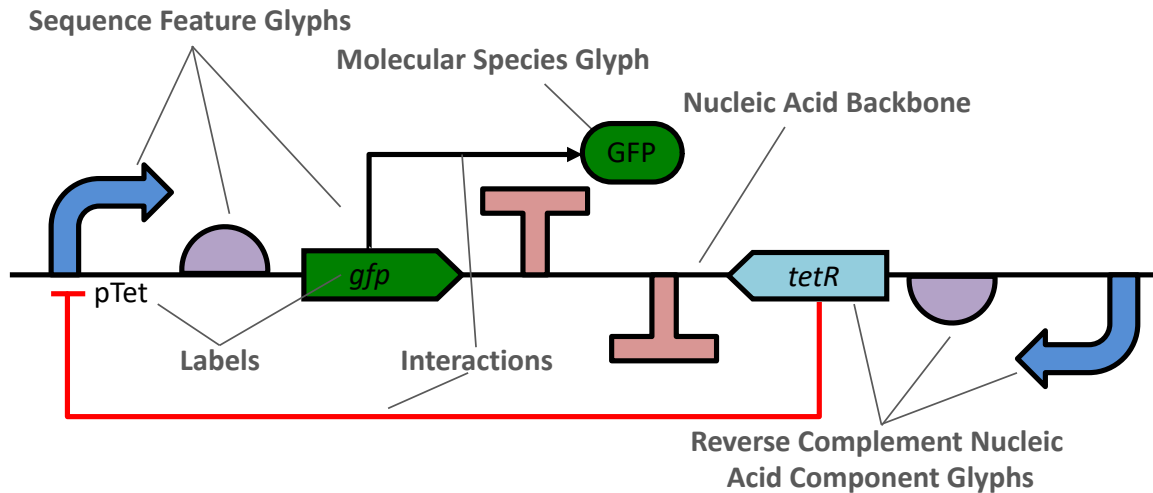 Sequence Feature Glyphs
Molecular Species Glyph
Nucleic Acid Backbone
GFP
gfp
tetR
pTet
Labels
Interactions
Reverse Complement Nucleic
Acid Component Glyphs